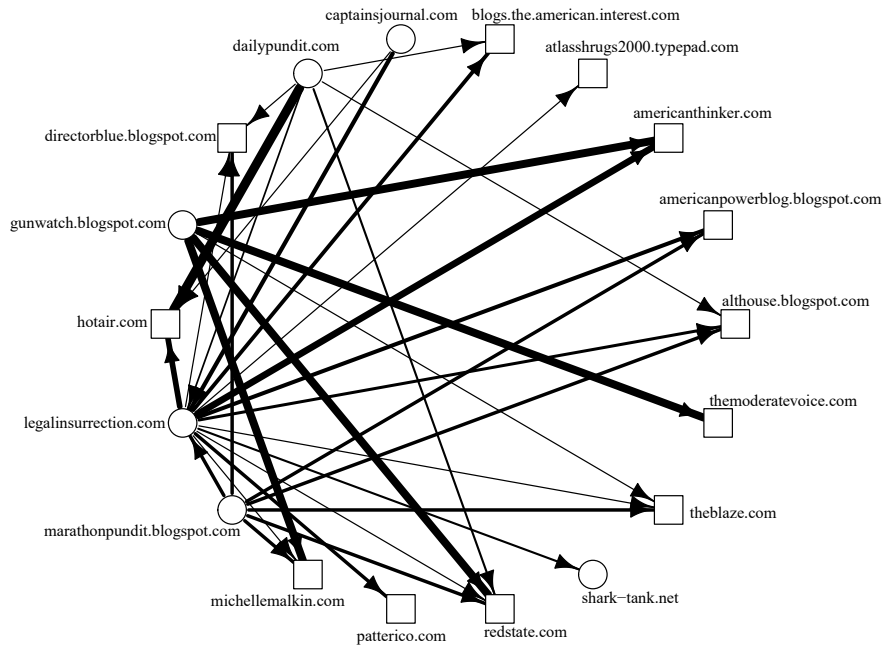 captainsjournal.com
blogs.the.american.interest.com
dailypundit.com
atlasshrugs2000.typepad.com
directorblue.blogspot.com
americanthinker.com
gunwatch.blogspot.com
americanpowerblog.blogspot.com
hotair.com
althouse.blogspot.com
legalinsurrection.com
themoderatevoice.com
marathonpundit.blogspot.com
theblaze.com
michellemalkin.com
shark−tank.net
patterico.com
redstate.com